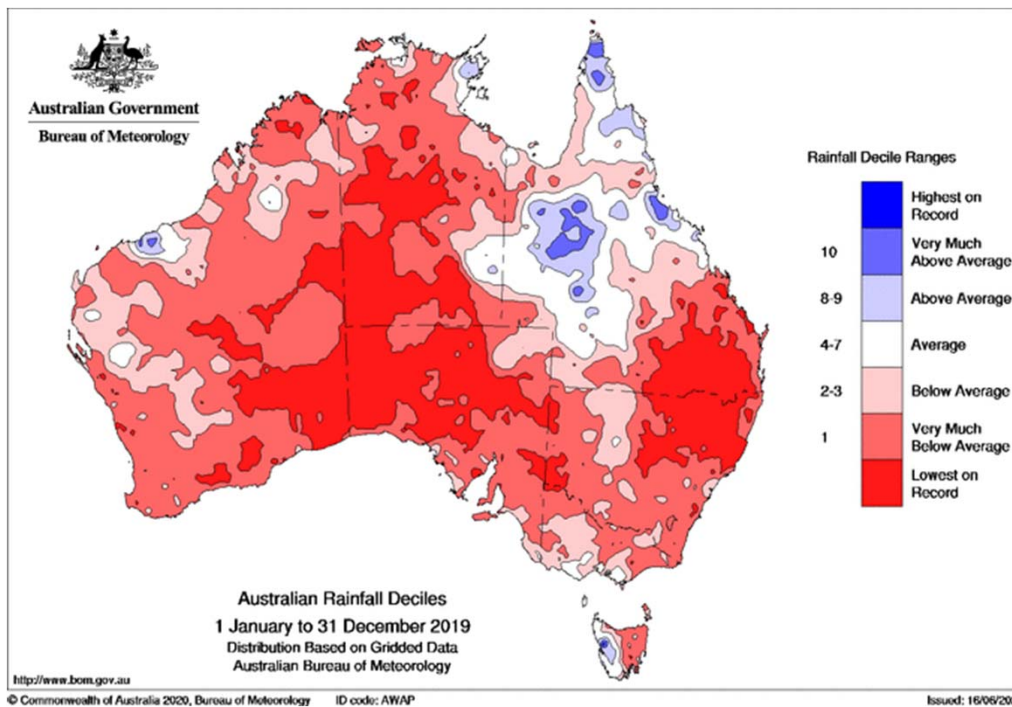 Australian Government
Bureau of Meteorology
Rainfall Decile Ranges
Highest on
Record
10 Very Much
Above Average
8-9 Above Average
4-7 Average
2-3 Below Average
1 Very Much
Below Average
Lowest on
Record
Australian Rainfall Deciles
1 January to 31 December 2019
Distribution Based on Gridded Data
Australian Bureau of Meteorology
http://www.bom.gov.au
© Commonwealth of Australia 2020, Bureau of Meteorology ID code: AWAP Issued: